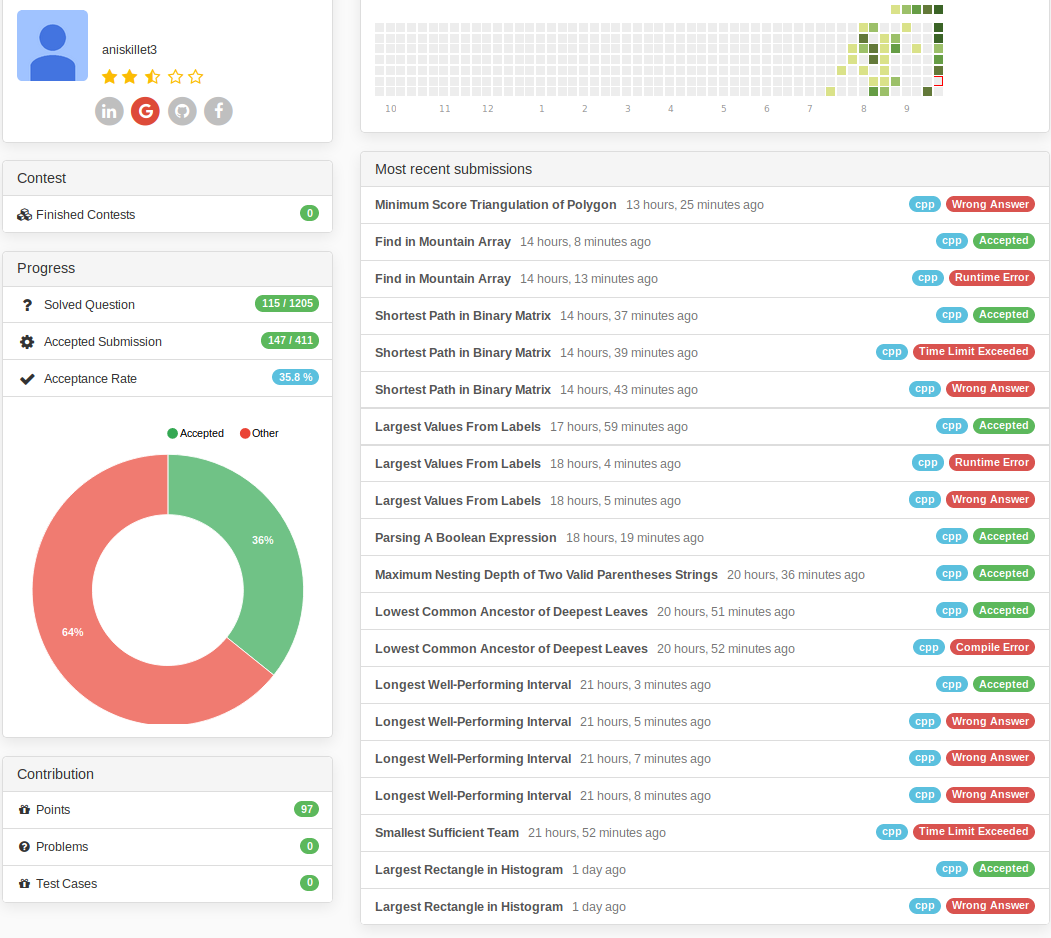 aniskillet3
Contest
Finished Contests 0
Progress
Solved Question 115 / 1205
Accepted Submission 147 / 411
Acceptance Rate 35.8 %
Accepted Other
36%
64%
Contribution
Points 97
Problems 0
Test Cases 0
10 11 12 1 2 3 4 5 6 7 8 9
Most recent submissions
Minimum Score Triangulation of Polygon 13 hours, 25 minutes ago cpp Wrong Answer
Find in Mountain Array 14 hours, 8 minutes ago cpp Accepted
Find in Mountain Array 14 hours, 13 minutes ago cpp Runtime Error
Shortest Path in Binary Matrix 14 hours, 37 minutes ago cpp Accepted
Shortest Path in Binary Matrix 14 hours, 39 minutes ago cpp Time Limit Exceeded
Shortest Path in Binary Matrix 14 hours, 43 minutes ago cpp Wrong Answer
Largest Values From Labels 17 hours, 59 minutes ago cpp Accepted
Largest Values From Labels 18 hours, 4 minutes ago cpp Runtime Error
Largest Values From Labels 18 hours, 5 minutes ago cpp Wrong Answer
Parsing A Boolean Expression 18 hours, 19 minutes ago cpp Accepted
Maximum Nesting Depth of Two Valid Parentheses Strings 20 hours, 36 minutes ago cpp Accepted
Lowest Common Ancestor of Deepest Leaves 20 hours, 51 minutes ago cpp Accepted
Lowest Common Ancestor of Deepest Leaves 20 hours, 52 minutes ago cpp Compile Error
Longest Well-Performing Interval 21 hours, 3 minutes ago cpp Accepted
Longest Well-Performing Interval 21 hours, 5 minutes ago cpp Wrong Answer
Longest Well-Performing Interval 21 hours, 7 minutes ago cpp Wrong Answer
Longest Well-Performing Interval 21 hours, 8 minutes ago cpp Wrong Answer
Smallest Sufficient Team 21 hours, 52 minutes ago cpp Time Limit Exceeded
Largest Rectangle in Histogram 1 day ago cpp Accepted
Largest Rectangle in Histogram 1 day ago cpp Wrong Answer